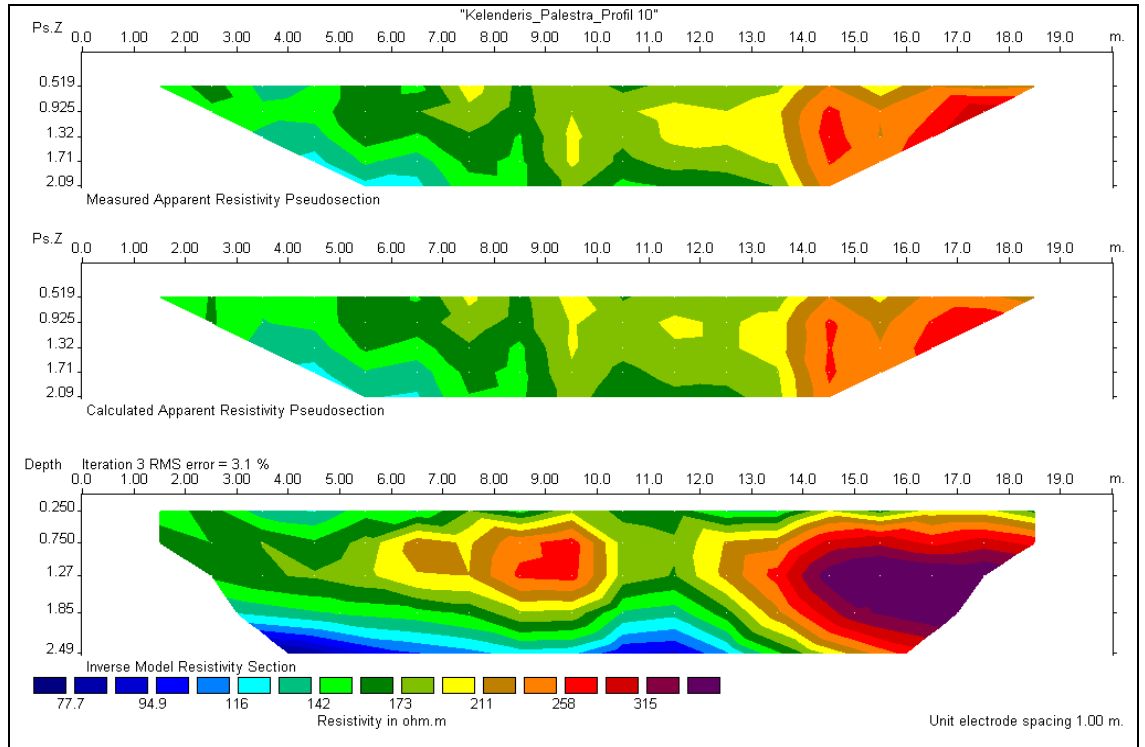 "Kelenderis_Palestra_Profil 10"
Ps.Z 0.0 1.00 2.00 3.00 4.00 5.00 6.00 7.00 8.00 9.00 10.0 11.0 12.0 13.0 14.0 15.0 16.0 17.0 18.0 19.0 m.
0.519
0.925
1.32
1.71
2.09
Measured Apparent Resistivity Pseudosection
Ps.Z 0.0 1.00 2.00 3.00 4.00 5.00 6.00 7.00 8.00 9.00 10.0 11.0 12.0 13.0 14.0 15.0 16.0 17.0 18.0 19.0 m.
0.519
0.925
1.32
1.71
2.09
Calculated Apparent Resistivity Pseudosection
Depth Iteration 3 RMS error = 3.1 %
0.0 1.00 2.00 3.00 4.00 5.00 6.00 7.00 8.00 9.00 10.0 11.0 12.0 13.0 14.0 15.0 16.0 17.0 18.0 19.0 m.
0.250
0.750
1.27
1.85
2.49
Inverse Model Resistivity Section
77.7 94.9 116 142 173 211 258 315
Resistivity in ohm.m
Unit electrode spacing 1.00 m.